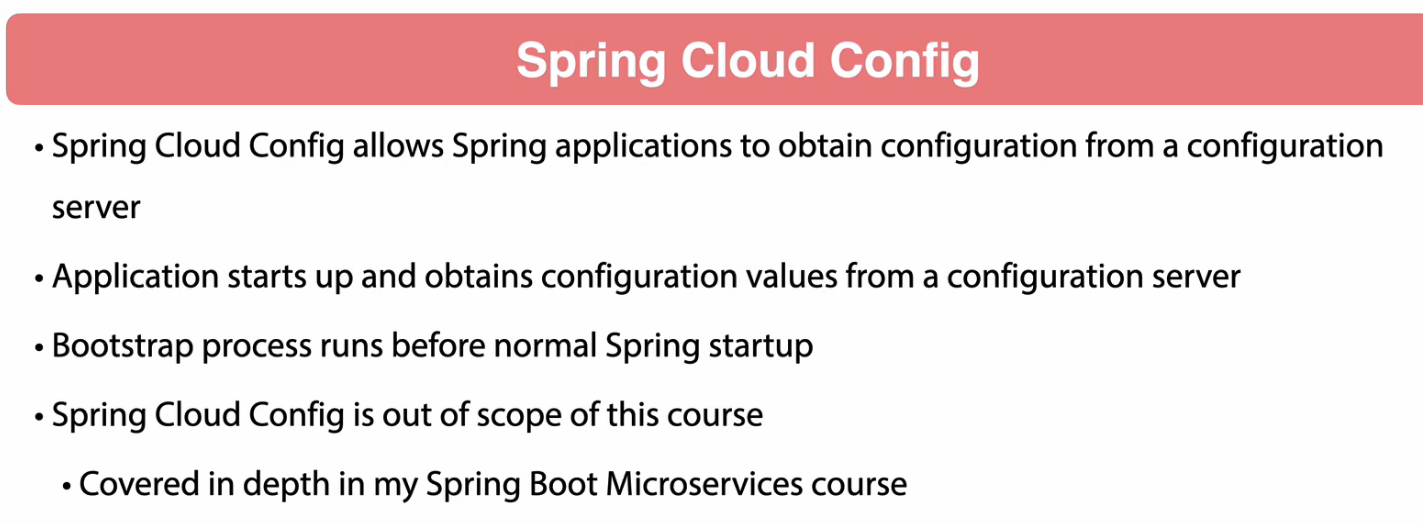 Spring Cloud Config
• Spring Cloud Config allows Spring applications to obtain configuration from a configuration
server
• Application starts up and obtains configuration values from a configuration server
• Bootstrap process runs before normal Spring startup
• Spring Cloud Config is out of scope of this course
• Covered in depth in my Spring Boot Microservices course